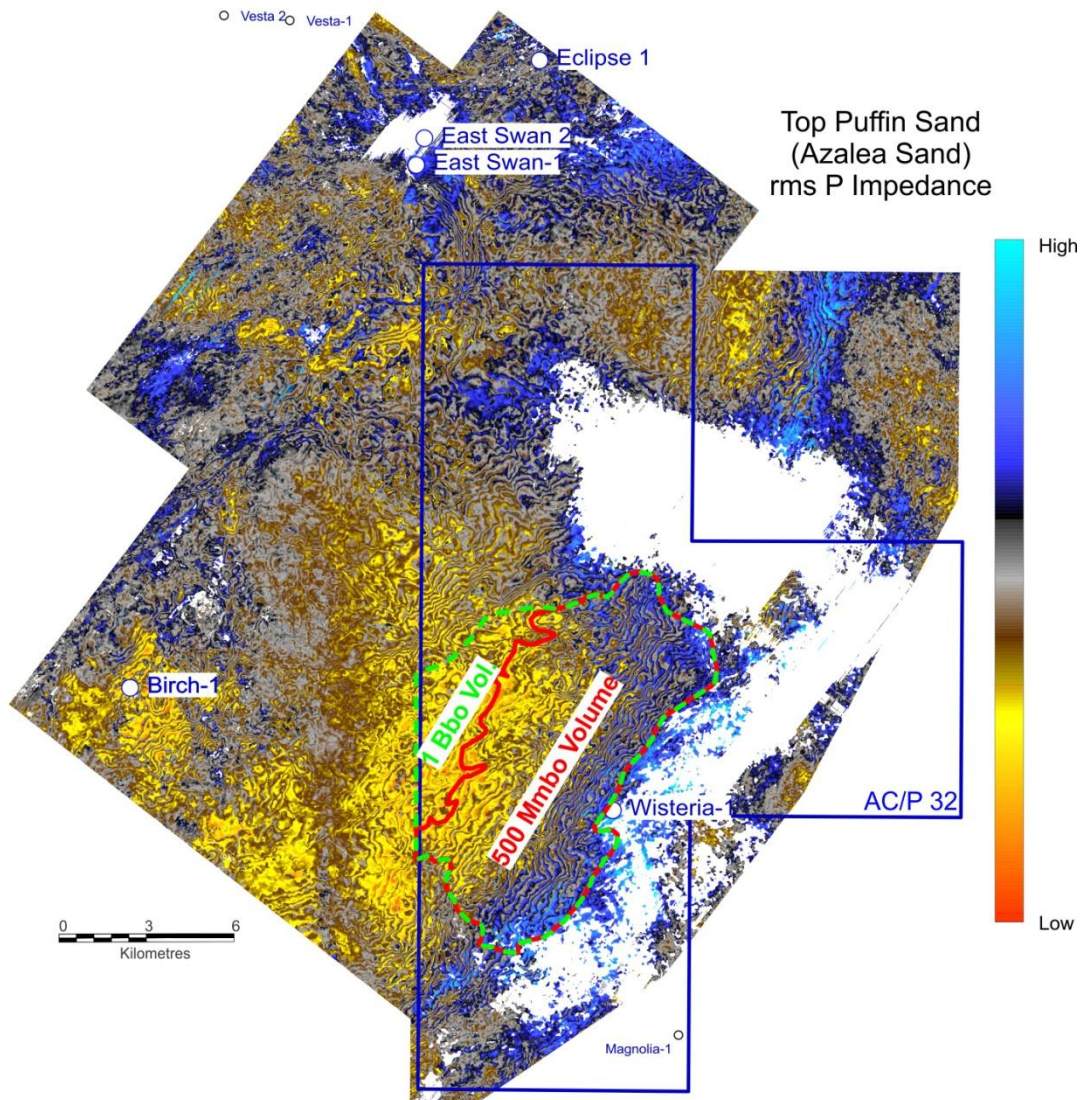 Vesta 2
Vesta-1
Eclipse 1
East Swan 2
East Swan-1
Top Puffin Sand
(Azalea Sand)
rms P Impedance
High
Birch-1
1 Bbo Vol
500 Mmbo Volume
Wisteria-1
AC/P 32
0 3 6
Kilometres
Low
Magnolia-1